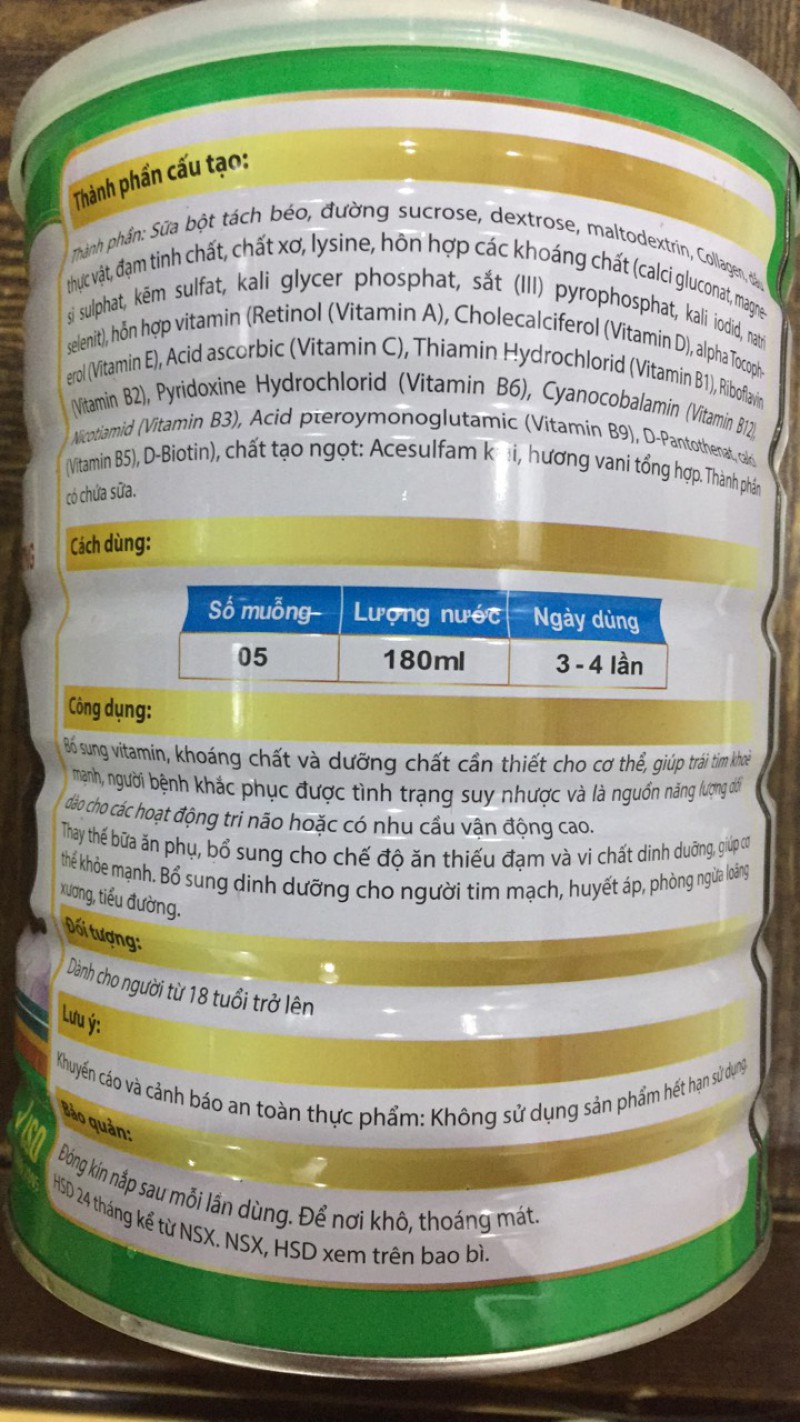 Thành phần cấu tạo:
Thành phần: Sữa bột tách béo, đường sucrose, dextrose, maltodextrin, Collagen, dầu
thực vật, đạm tinh chất, chất xơ, lysine, hỗn hợp các khoáng chất (calci gluconat, magne-
si sulphat, kẽm sulfat, kali glycer phosphat, sắt (III) pyrophosphat, kali iodid, natri
selenit), hỗn hợp vitamin (Retinol (Vitamin A), Cholecalciferol (Vitamin D), alpha Tocoph-
erol (Vitamin E), Acid ascorbic (Vitamin C), Thiamin Hydrochlorid (Vitamin B1), Riboflavin
(Vitamin B2), Pyridoxine Hydrochlorid (Vitamin B6), Cyanocobalamin (Vitamin B12),
Nicotiamid (Vitamin B3), Acid pteroymonoglutamic (Vitamin B9), D-Pantothenat, calci
(Vitamin B5), D-Biotin), chất tạo ngọt: Acesulfam k i, hương vani tổng hợp. Thành phần
có chứa sữa.
Cách dùng:
Số muỗng Lượng nước Ngày dùng
05 180ml 3 - 4 lần
Công dụng:
Bổ sung vitamin, khoáng chất và dưỡng chất cần thiết cho cơ thể, giúp trái tim khoẻ
mạnh, người bệnh khắc phục được tình trạng suy nhược và là nguồn năng lượng dồi
dào cho các hoạt động trí não hoặc có nhu cầu vận động cao.
Thay thế bữa ăn phụ, bổ sung cho chế độ ăn thiếu đạm và vi chất dinh duỡng, giúp cơ
thể khỏe mạnh. Bổ sung dinh dưỡng cho người tim mạch, huyết áp, phòng ngừa loãng
xương, tiểu đường.
Đối tượng:
Dành cho người từ 18 tuổi trở lên
Lưu ý:
Khuyến cáo và cảnh báo an toàn thực phẩm: Không sử dụng sản phẩm hết hạn sử dụng.
Bảo quản:
Đóng kín nắp sau mỗi lần dùng. Để nơi khô, thoáng mát.
HSD 24 tháng kể từ NSX. NSX, HSD xem trên bao bì.